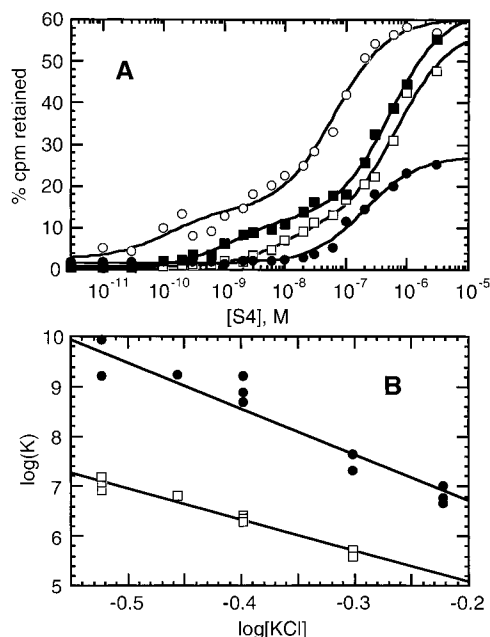 A
% cpm retained
60
50
40
30
20
10
0
10⁻¹¹ 10⁻¹⁰ 10⁻⁹ 10⁻⁸ 10⁻⁷ 10⁻⁶ 10⁻⁵
[S4], M
B
log(K)
10
9
8
7
6
5
-0.5 -0.4 -0.3 -0.2
log[KCl]